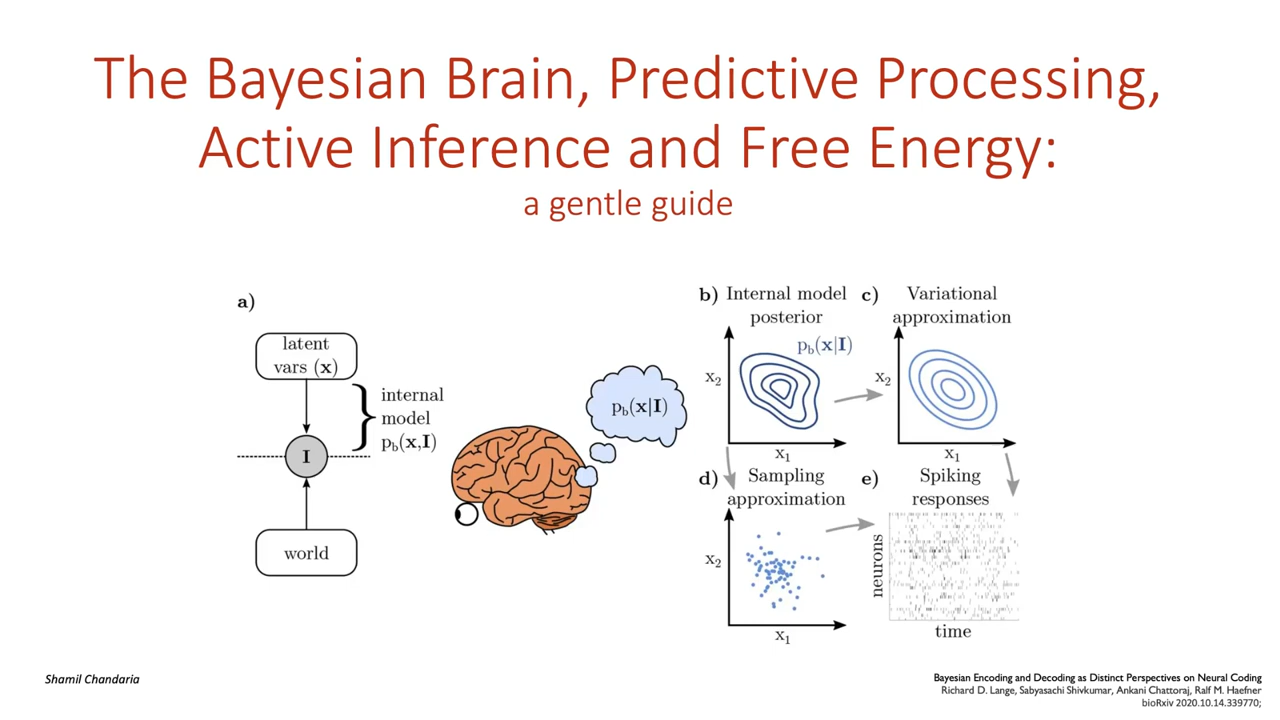 The Bayesian Brain, Predictive Processing,
Active Inference and Free Energy:
a gentle guide
a)
latent
vars (x)
internal
model
p_b(x,I)
I
world
p_b(x|I)
b) Internal model
posterior
p_b(x|I)
x₂
x₁
c) Variational
approximation
x₂
x₁
d) Sampling
approximation
x₂
x₁
e) Spiking
responses
neurons
time
Shamil Chandaria
Bayesian Encoding and Decoding as Distinct Perspectives on Neural Coding
Richard D. Lange, Sabyasachi Shivkumar, Ankani Chattoraj, Ralf M. Haefner
bioRxiv 2020.10.14.339770;